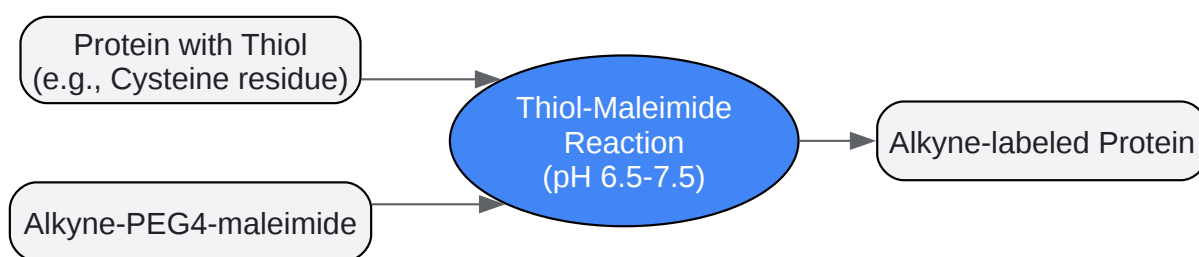 Protein with Thiol
(e.g., Cysteine residue)
Alkyne-PEG4-maleimide
Thiol-Maleimide
Reaction
(pH 6.5-7.5)
Alkyne-labeled Protein